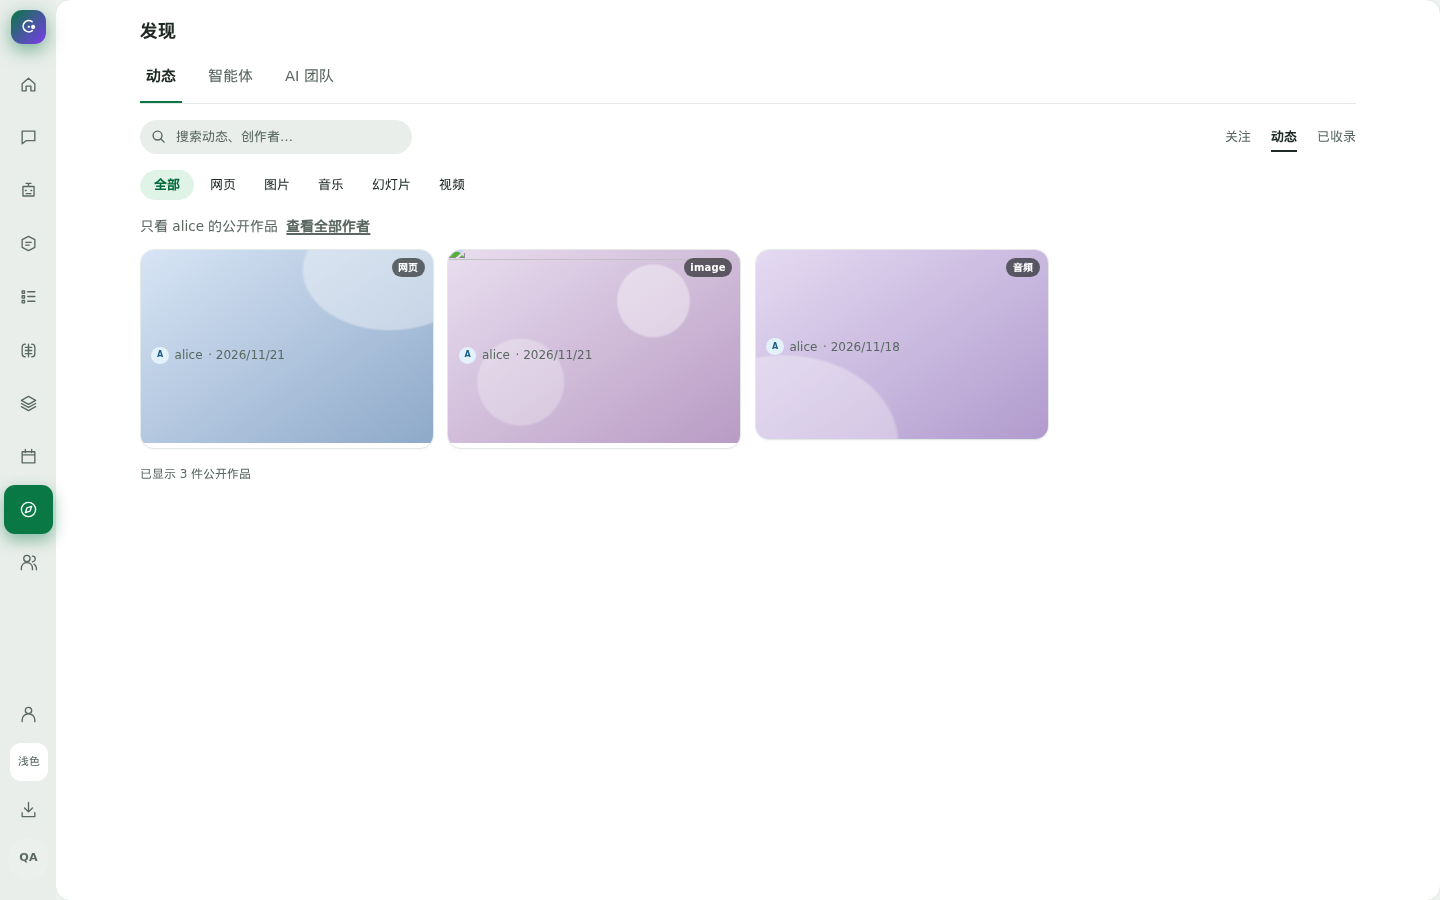 发现
动态 智能体 AI 团队
搜索动态、创作者...
关注 动态 已收录
全部 网页 图片 音乐 幻灯片 视频
只看 alice 的公开作品 查看全部作者
网页
A alice · 2026/11/21
image
A alice · 2026/11/21
音频
A alice · 2026/11/18
已显示 3 件公开作品
浅色
QA